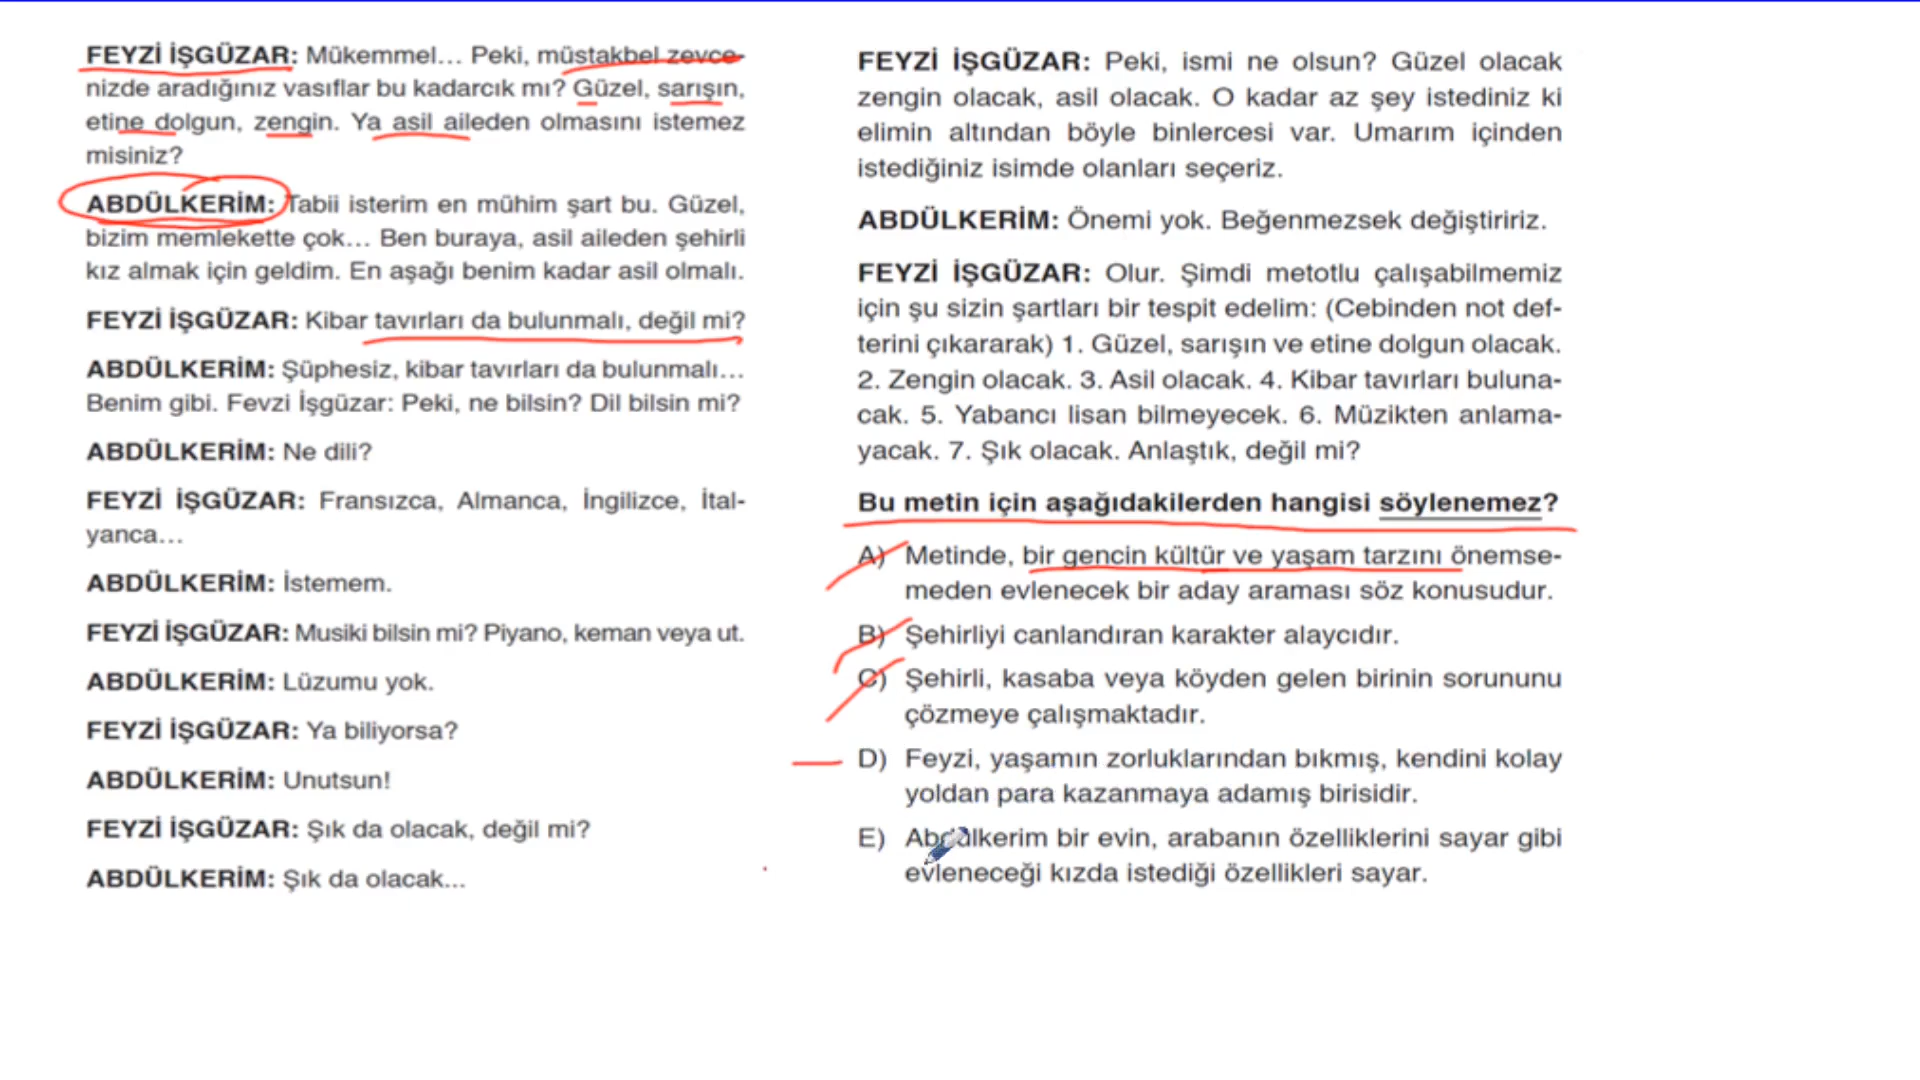 FEYZİ İŞGÜZAR: Mükemmel... Peki, müstakbel zevce-
nizde aradığınız vasıflar bu kadarcık mı? Güzel, sarışın,
etine dolgun, zengin. Ya asil aileden olmasını istemez
misiniz?
ABDÜLKERİM: Tabii isterim en mühim şart bu. Güzel,
bizim memlekette çok... Ben buraya, asil aileden şehirli
kız almak için geldim. En aşağı benim kadar asil olmalı.
FEYZİ İŞGÜZAR: Kibar tavırları da bulunmalı, değil mi?
ABDÜLKERİM: Şüphesiz, kibar tavırları da bulunmalı...
Benim gibi. Fevzi İşgüzar: Peki, ne bilsin? Dil bilsin mi?
ABDÜLKERİM: Ne dili?
FEYZİ İŞGÜZAR: Fransızca, Almanca, İngilizce, İtal-
yanca...
ABDÜLKERİM: İstemem.
FEYZİ İŞGÜZAR: Musiki bilsin mi? Piyano, keman veya ut.
ABDÜLKERİM: Lüzumu yok.
FEYZİ İŞGÜZAR: Ya biliyorsa?
ABDÜLKERİM: Unutsun!
FEYZİ İŞGÜZAR: Şık da olacak, değil mi?
ABDÜLKERİM: Şık da olacak...
FEYZİ İŞGÜZAR: Peki, ismi ne olsun? Güzel olacak
zengin olacak, asil olacak. O kadar az şey istediniz ki
elimin altından böyle binlercesi var. Umarım içinden
istediğiniz isimde olanları seçeriz.
ABDÜLKERİM: Önemi yok. Beğenmezsek değiştiririz.
FEYZİ İŞGÜZAR: Olur. Şimdi metotlu çalışabilmemiz
için şu sizin şartları bir tespit edelim: (Cebinden not def-
terini çıkararak) 1. Güzel, sarışın ve etine dolgun olacak.
2. Zengin olacak. 3. Asil olacak. 4. Kibar tavırları buluna-
cak. 5. Yabancı lisan bilmeyecek. 6. Müzikten anlama-
yacak. 7. Şık olacak. Anlaştık, değil mi?
Bu metin için aşağıdakilerden hangisi söylenemez?
A) Metinde, bir gencin kültür ve yaşam tarzını önemse-
meden evlenecek bir aday araması söz konusudur.
B) Şehirliyi canlandıran karakter alaycıdır.
C) Şehirli, kasaba veya köyden gelen birinin sorununu
çözmeye çalışmaktadır.
D) Feyzi, yaşamın zorluklarından bıkmış, kendini kolay
yoldan para kazanmaya adamış birisidir.
E) Abdülkerim bir evin, arabanın özelliklerini sayar gibi
evleneceği kızda istediği özellikleri sayar.